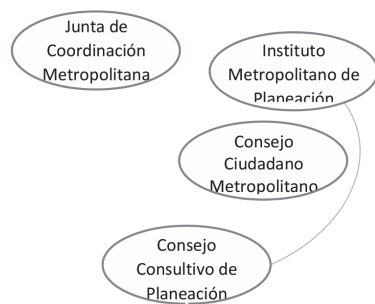 Junta de
Coordinación
Metropolitana
Instituto
Metropolitano de
Planeación
Consejo
Ciudadano
Metropolitano
Consejo
Consultivo de
Planeación